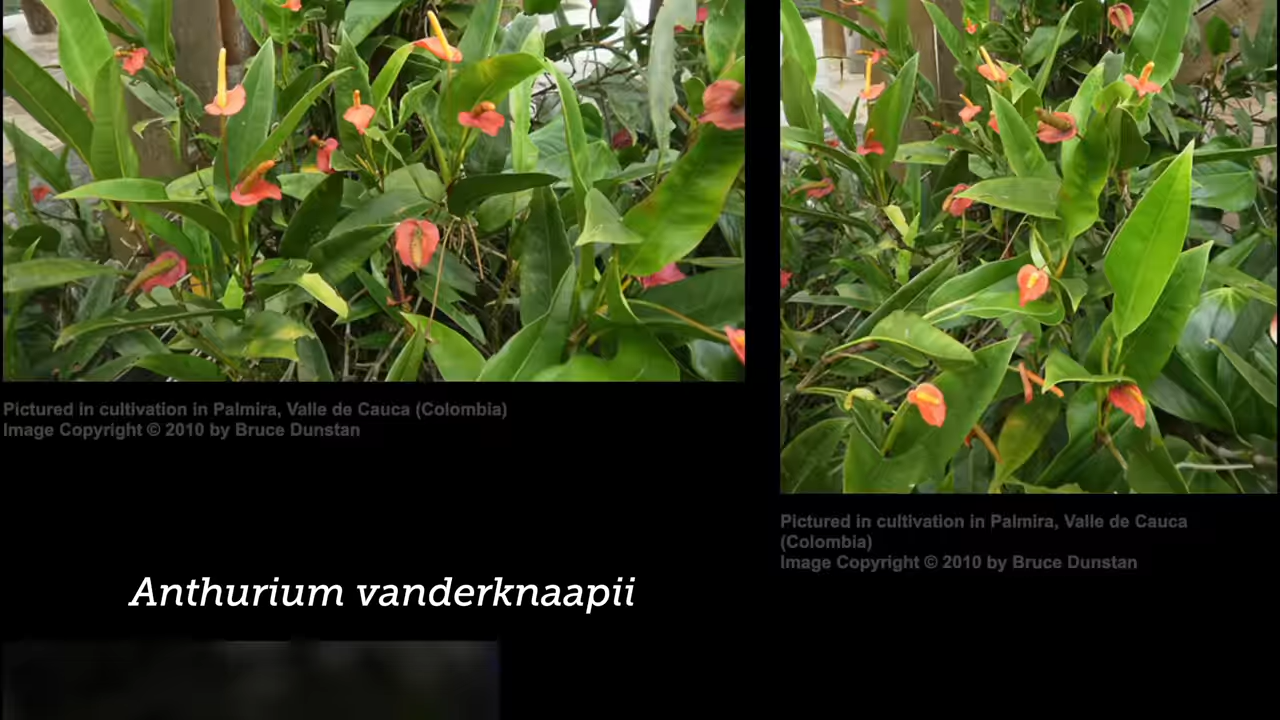 Pictured in cultivation in Palmira, Valle de Cauca (Colombia)
Image Copyright © 2010 by Bruce Dunstan
Pictured in cultivation in Palmira, Valle de Cauca
(Colombia)
Image Copyright © 2010 by Bruce Dunstan
Anthurium vanderknaapii